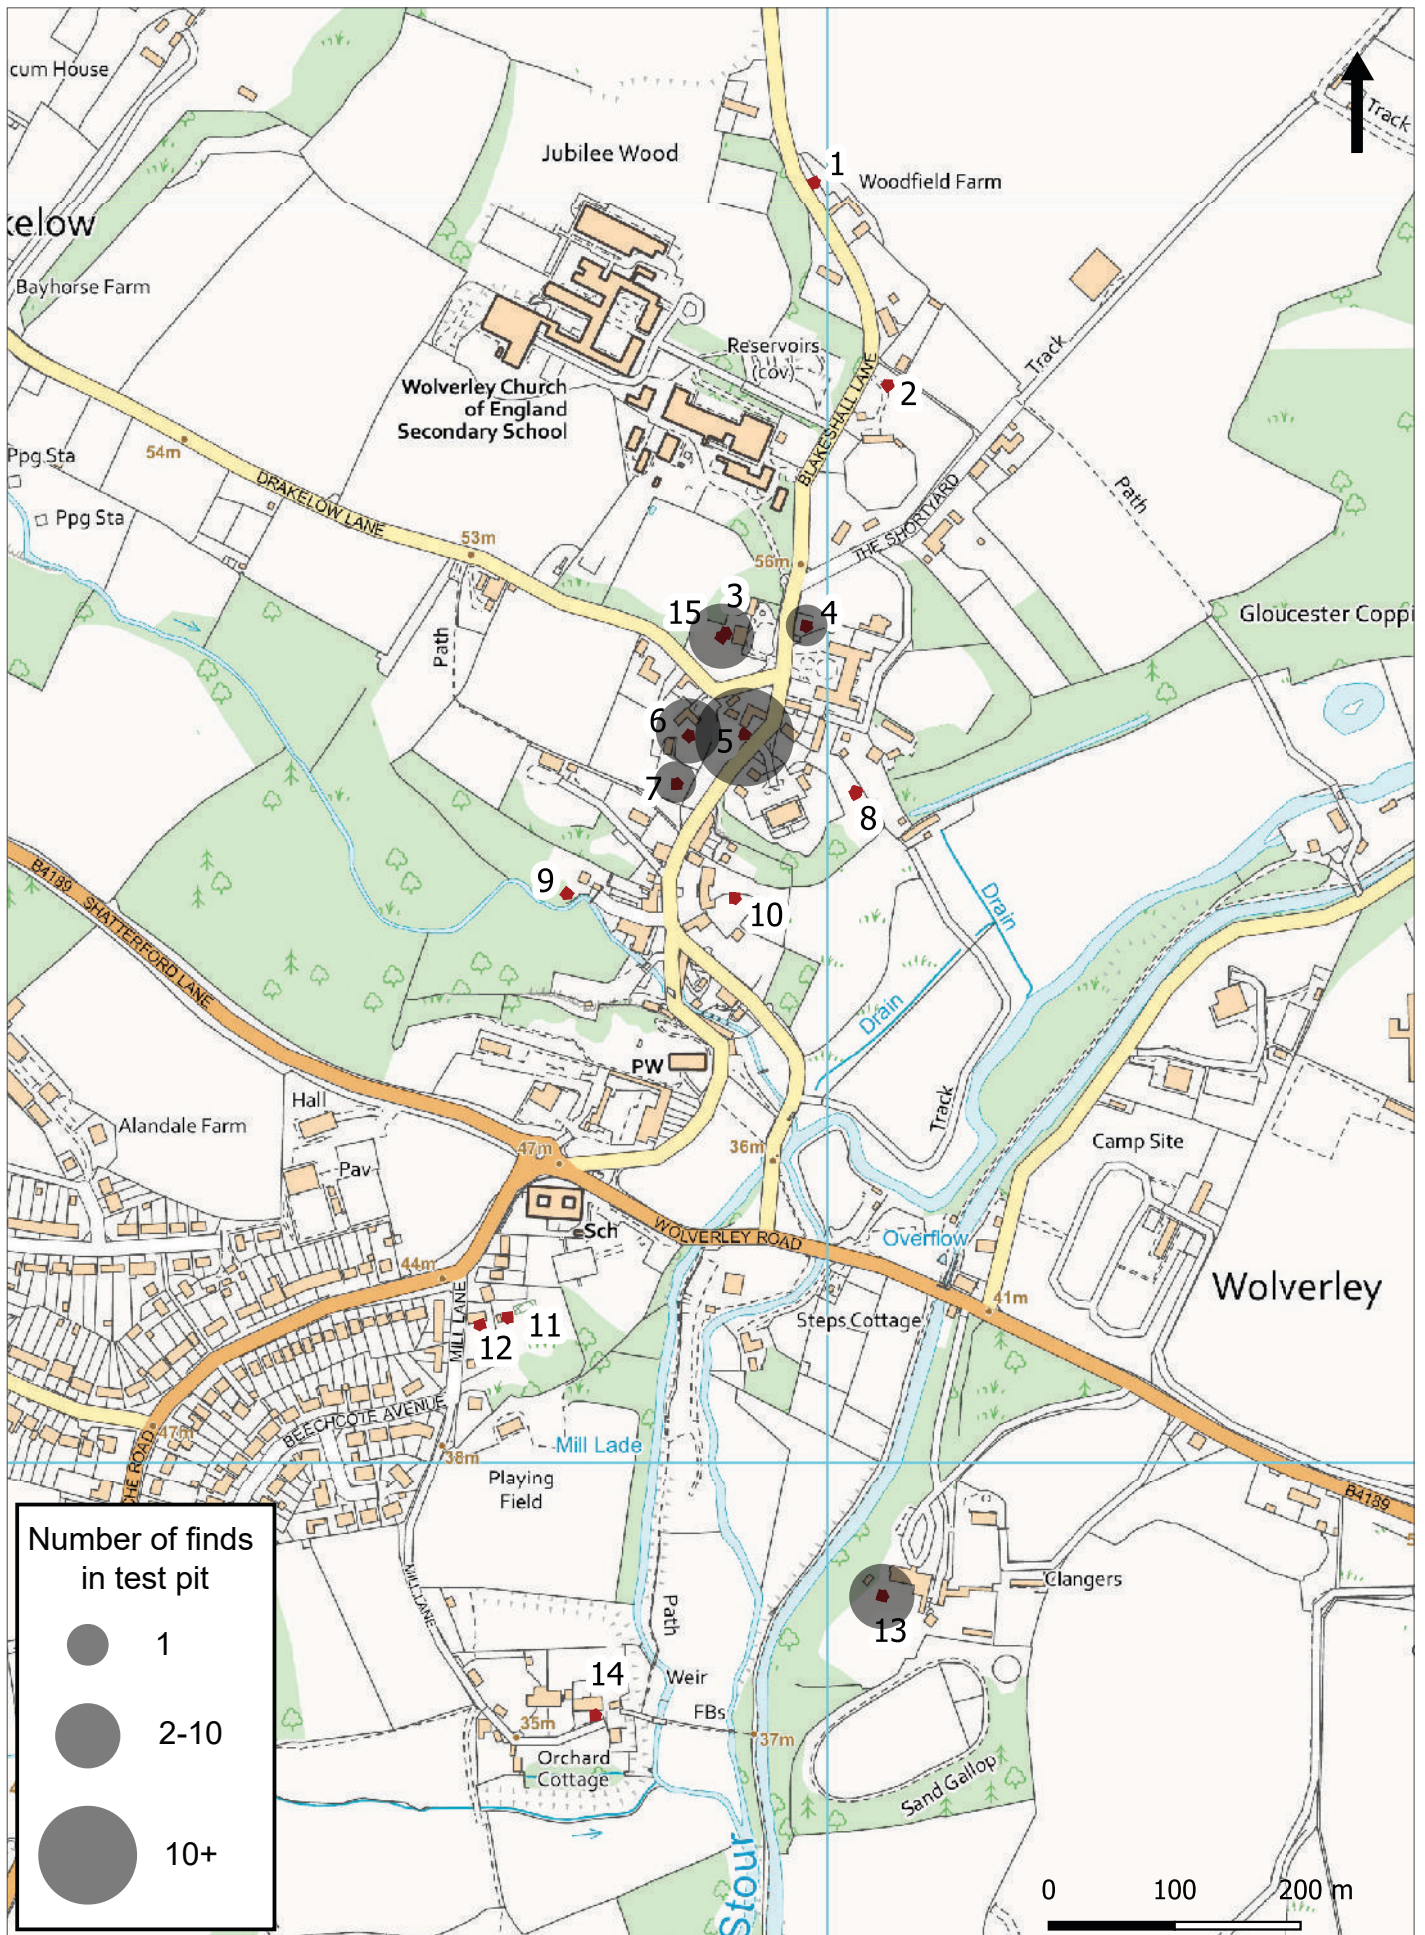 cum House
Track
Jubilee Wood
1
Woodfield Farm
kelow
Bayhorse Farm
Reservoirs
(cov)
Track
Wolverley Church
of England
Secondary School
2
BLAKESHALL LANE
54m
Ppg Sta
DRAKELOW LANE
Path
Ppg Sta
THE SHORTYARD
53m
56m
3
15
4
Gloucester Coppi
Path
6
5
7
8
B4189
9
10
Drain
SHATTERFORD LANE
Drain
PW
Hall
Alandale Farm
Track
Camp Site
47m
36m
Pav
Sch
WOLVERLEY ROAD
Overflow
44m
Wolverley
MILL LANE
41m
Steps Cottage
11
12
BEECHCOTE AVENUE
47m
Mill Lade
38m
CHE ROAD
Playing
Field
B4189
Number of finds
in test pit
1
2-10
10+
MILL LANE
Clangers
Path
13
14
Weir
FBs
35m
37m
Orchard
Cottage
Sand Gallop
Stour
0 100 200 m